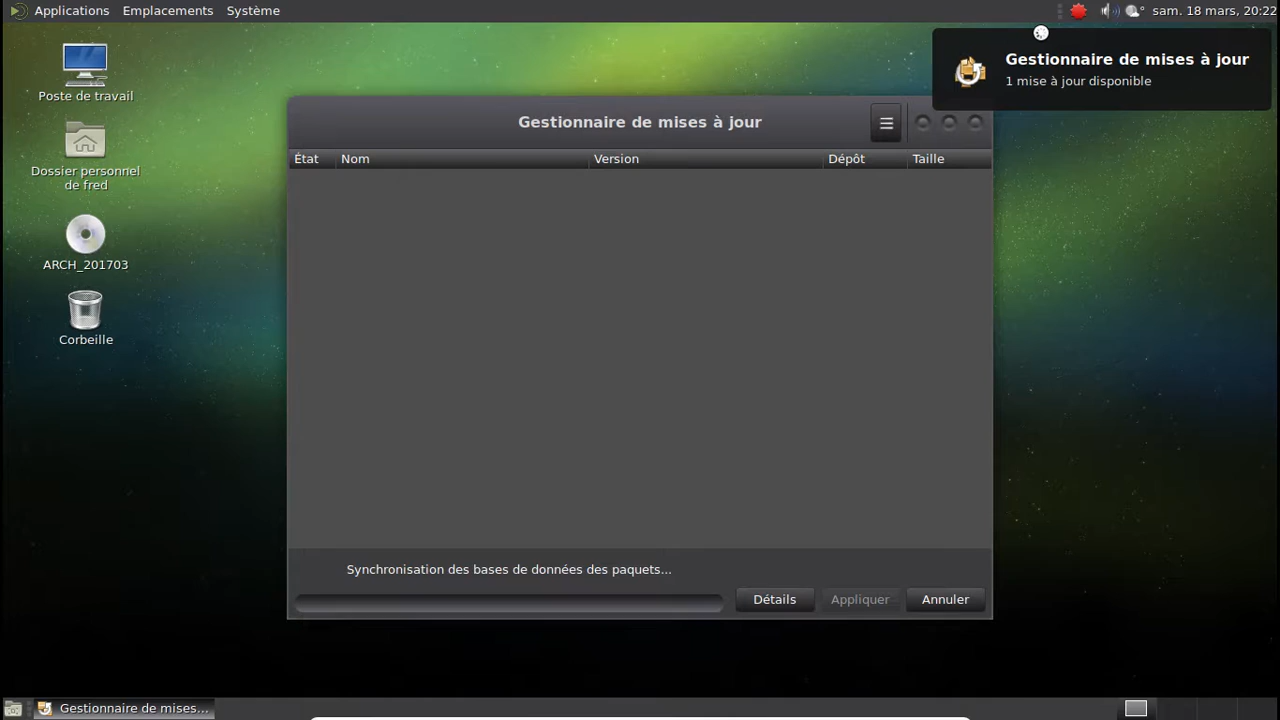 Applications Emplacements Système
sam. 18 mars, 20:22
Gestionnaire de mises à jour
1 mise à jour disponible
Poste de travail
Dossier personnel
de fred
ARCH_201703
Corbeille
Gestionnaire de mises à jour
État Nom Version Dépôt Taille
Synchronisation des bases de données des paquets...
Détails Appliquer Annuler
Gestionnaire de mises...